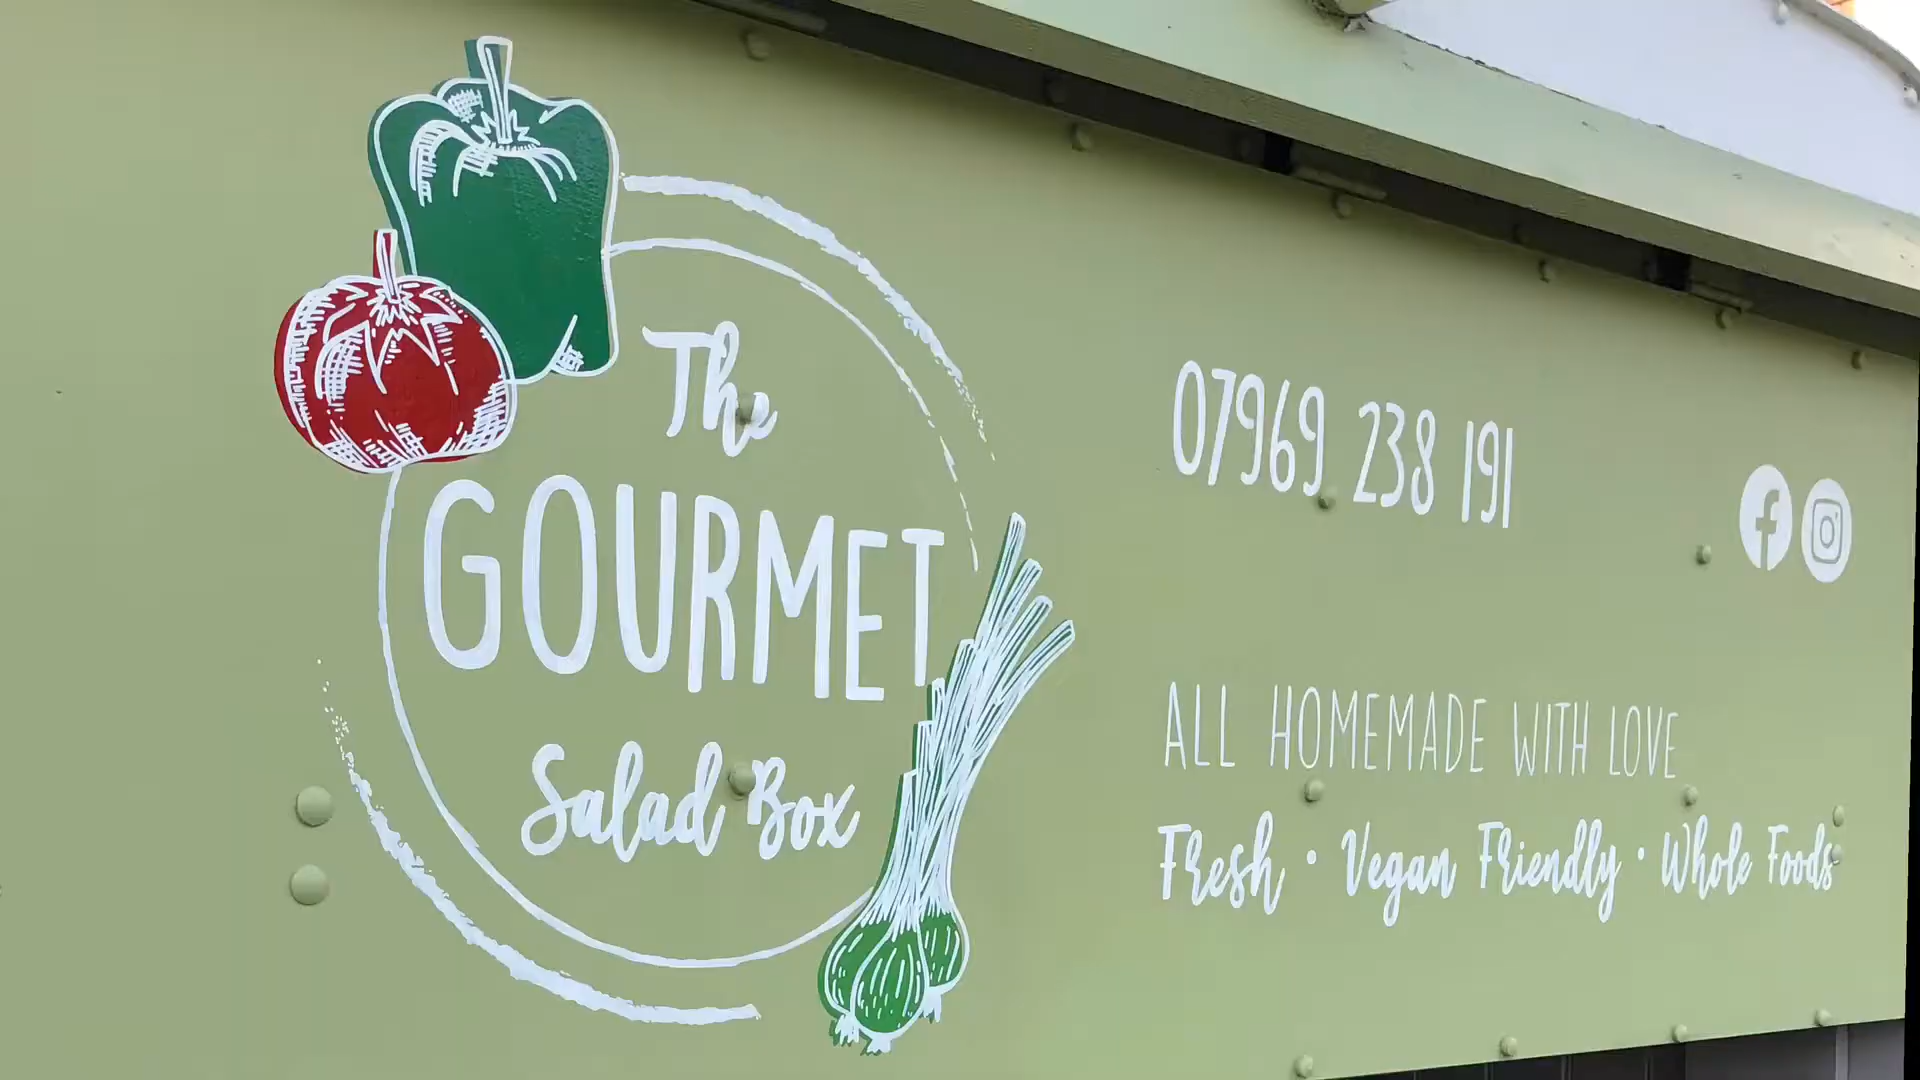 The
GOURMET
Salad Box
07969 238 191
ALL HOMEMADE WITH LOVE
Fresh • Vegan Friendly • Whole Foods